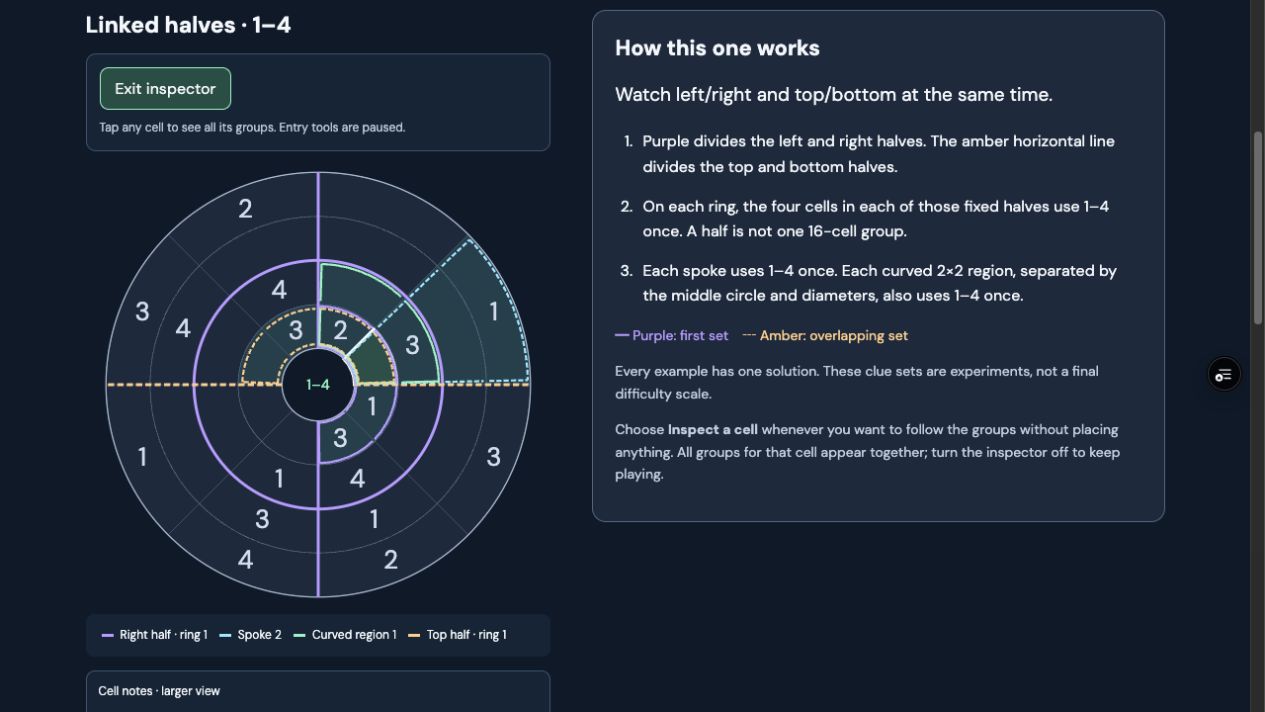 Linked halves · 1–4
Exit inspector
Tap any cell to see all its groups. Entry tools are paused.
2
3
4
4
1
3
2
3
1–4
1
3
1
3
1
4
3
1
4
2
Right half · ring 1
Spoke 2
Curved region 1
Top half · ring 1
Cell notes · larger view
How this one works
Watch left/right and top/bottom at the same time.
1. Purple divides the left and right halves. The amber horizontal line
divides the top and bottom halves.
2. On each ring, the four cells in each of those fixed halves use 1–4
once. A half is not one 16-cell group.
3. Each spoke uses 1–4 once. Each curved 2×2 region, separated by
the middle circle and diameters, also uses 1–4 once.
Purple: first set
Amber: overlapping set
Every example has one solution. These clue sets are experiments, not a final
difficulty scale.
Choose Inspect a cell whenever you want to follow the groups without placing
anything. All groups for that cell appear together; turn the inspector off to keep
playing.